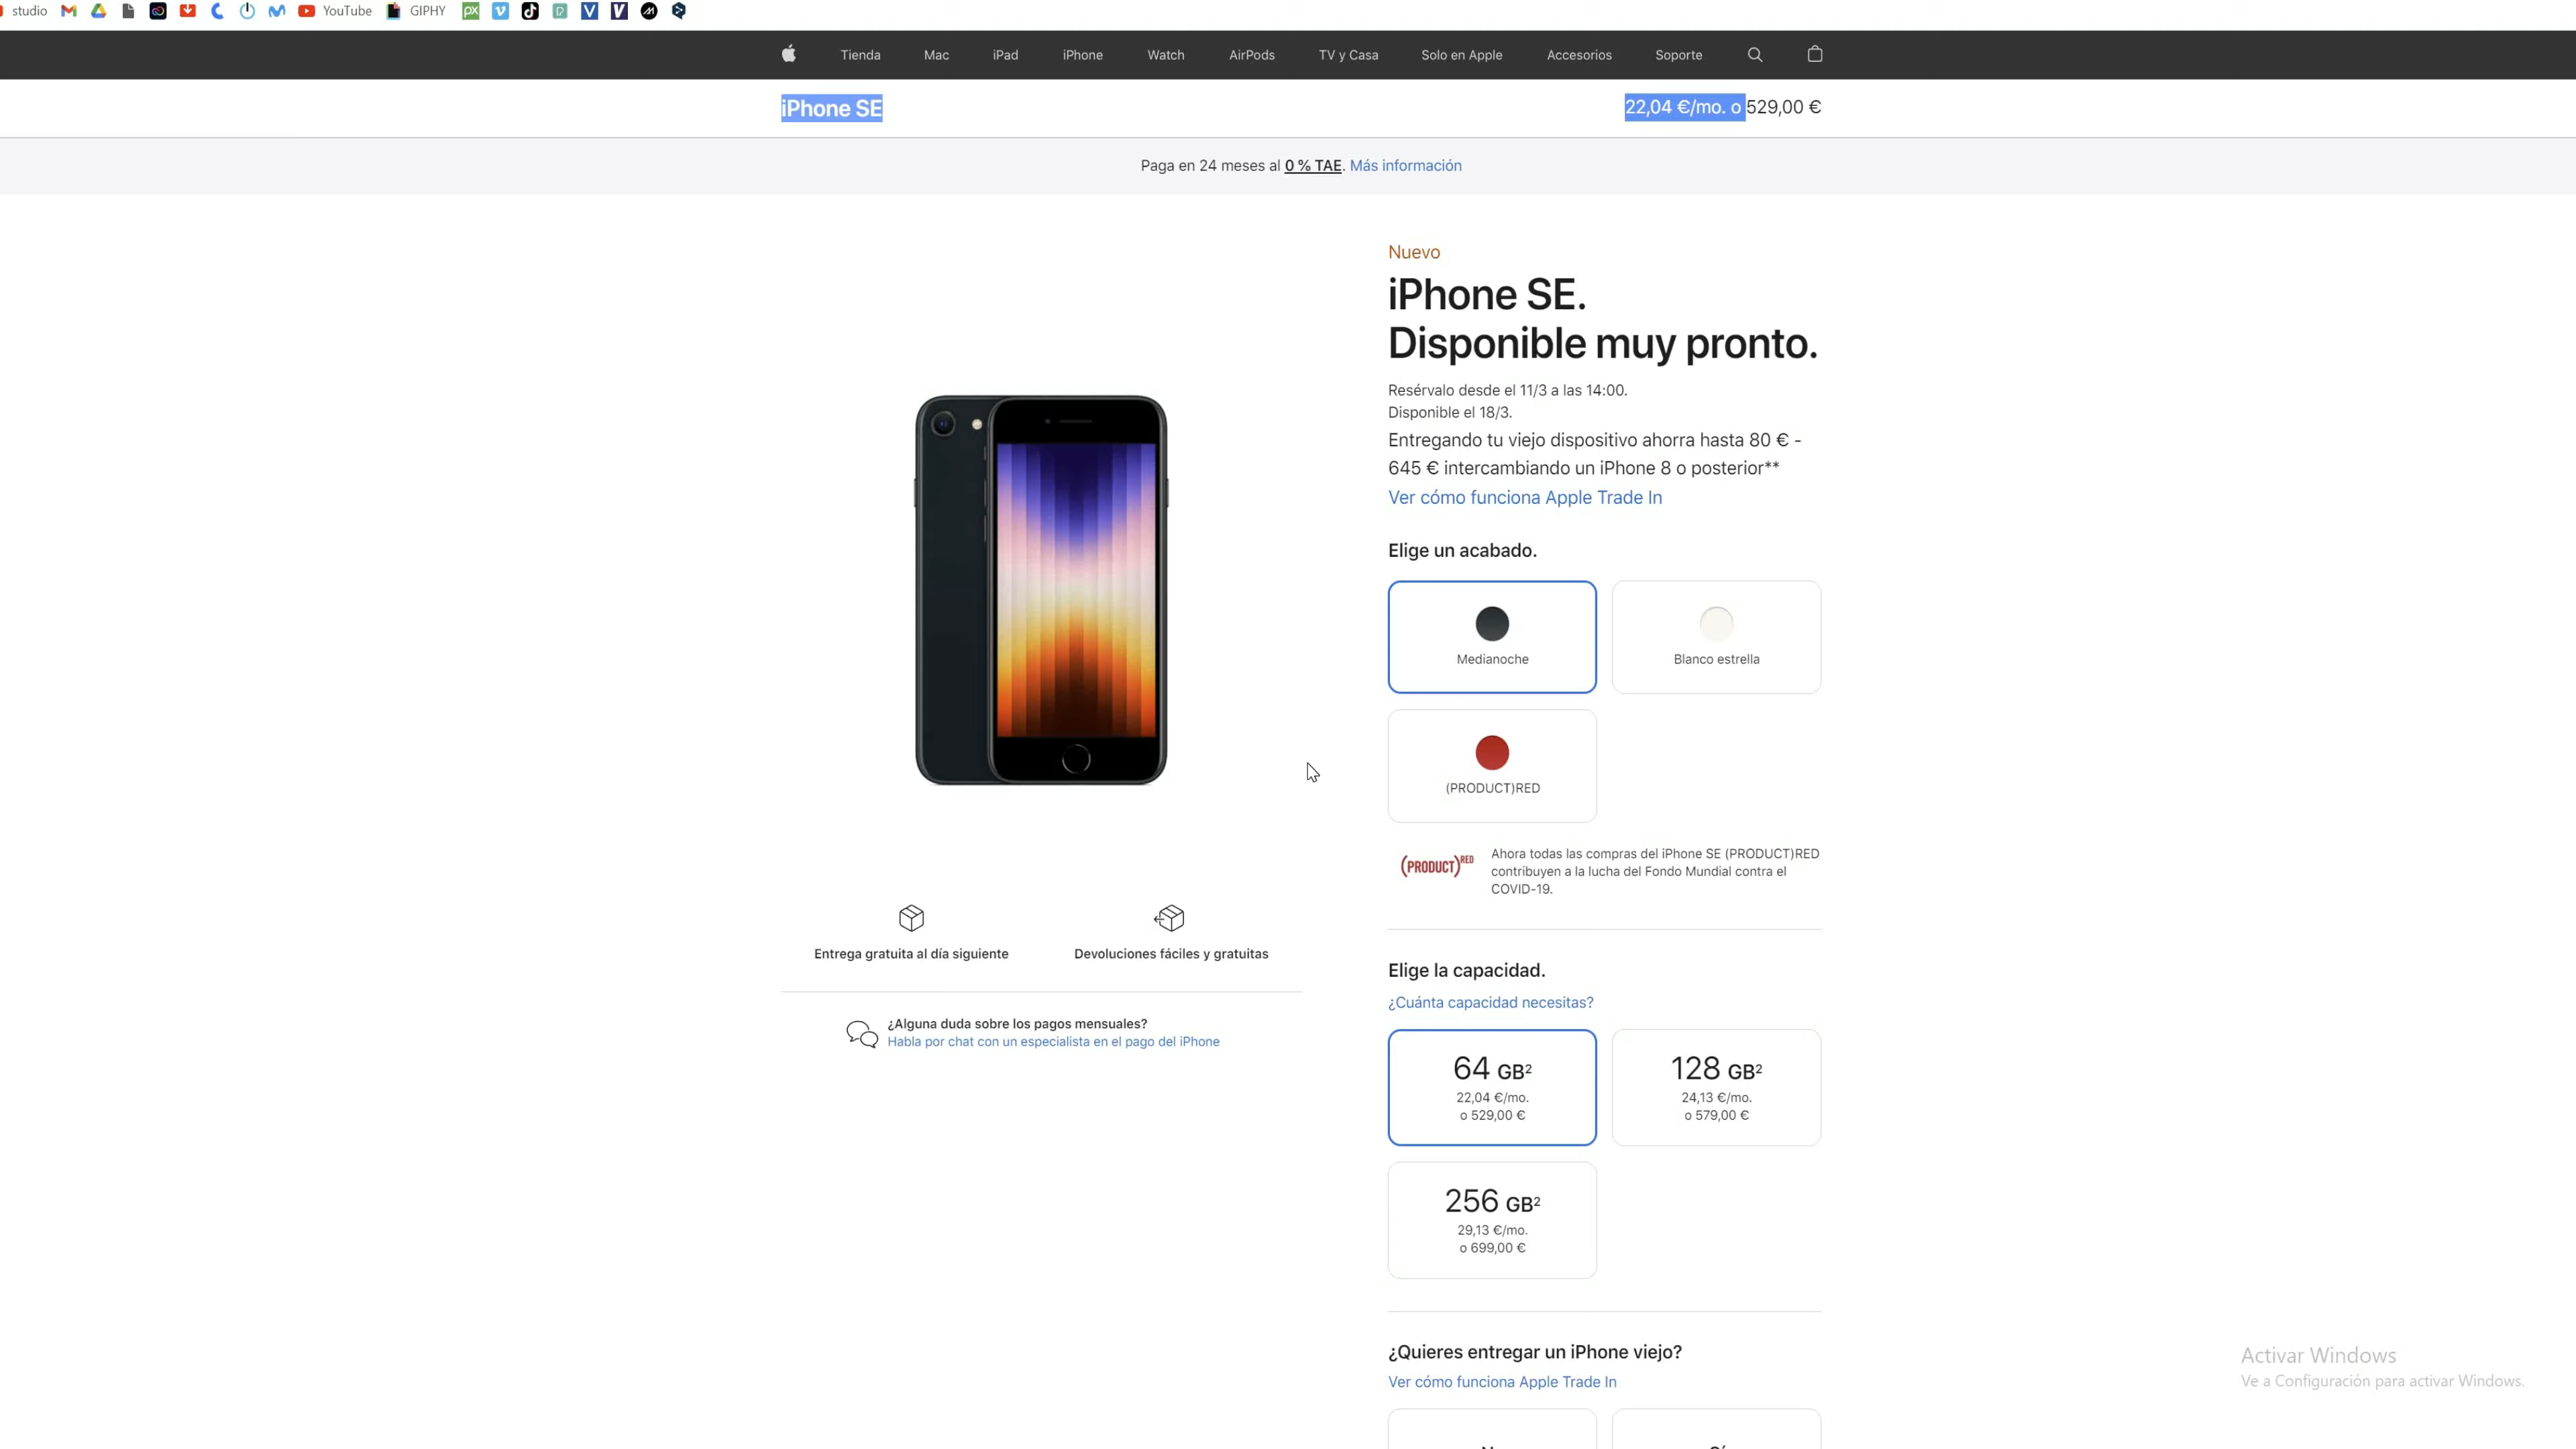 studio
YouTube
GIPHY
Tienda
Mac
iPad
iPhone
Watch
AirPods
TV y Casa
Solo en Apple
Accesorios
Soporte
iPhone SE
22,04 €/mo. o 529,00 €
Paga en 24 meses al 0 % TAE. Más información
Nuevo
iPhone SE.
Disponible muy pronto.
Resérvalo desde el 11/3 a las 14:00.
Disponible el 18/3.
Entregando tu viejo dispositivo ahorra hasta 80 € -
645 € intercambiando un iPhone 8 o posterior**
Ver cómo funciona Apple Trade In
Elige un acabado.
Medianoche
Blanco estrella
(PRODUCT)RED
(PRODUCT)RED
Ahora todas las compras del iPhone SE (PRODUCT)RED
contribuyen a la lucha del Fondo Mundial contra el
COVID-19.
Entrega gratuita al día siguiente
Devoluciones fáciles y gratuitas
¿Alguna duda sobre los pagos mensuales?
Habla por chat con un especialista en el pago del iPhone
Elige la capacidad.
¿Cuánta capacidad necesitas?
64 GB²
22,04 €/mo.
o 529,00 €
128 GB²
24,13 €/mo.
o 579,00 €
256 GB²
29,13 €/mo.
o 699,00 €
¿Quieres entregar un iPhone viejo?
Ver cómo funciona Apple Trade In
Activar Windows
Ve a Configuración para activar Windows.